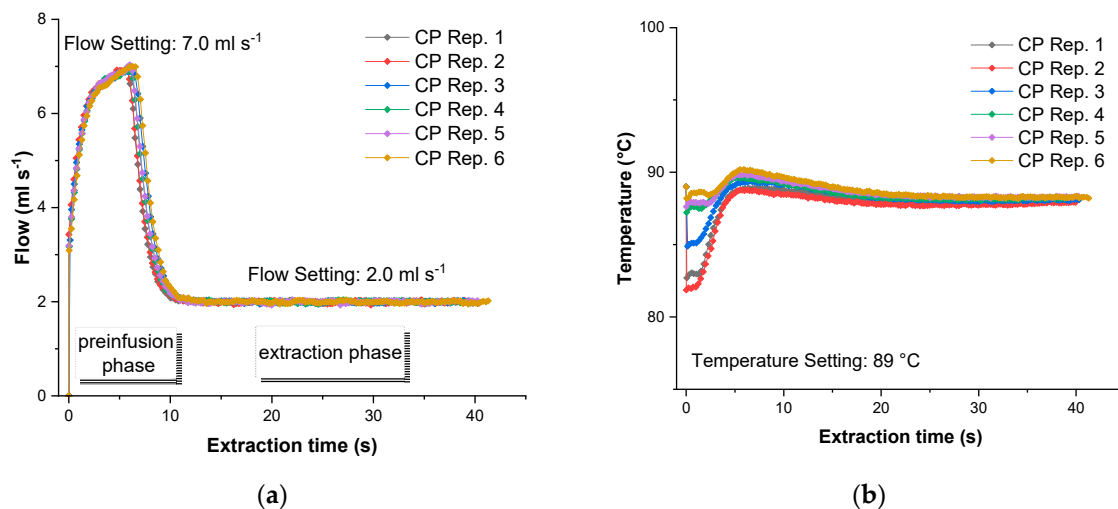 8
6
4
2
0
Flow (ml s⁻¹)
Flow Setting: 7.0 ml s⁻¹
CP Rep. 1
CP Rep. 2
CP Rep. 3
CP Rep. 4
CP Rep. 5
CP Rep. 6
Flow Setting: 2.0 ml s⁻¹
preinfusion
phase
extraction phase
0 10 20 30 40
Extraction time (s)
(a)
100
90
80
Temperature (°C)
CP Rep. 1
CP Rep. 2
CP Rep. 3
CP Rep. 4
CP Rep. 5
CP Rep. 6
Temperature Setting: 89 °C
0 10 20 30 40
Extraction time (s)
(b)